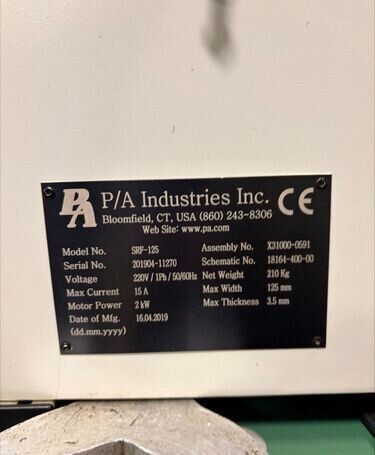 PA P/A Industries Inc. CE
Bloomfield, CT, USA (860) 243-8306
Web Site: www.pa.com
Model No. SRF-125 Assembly No. X31000-0591
Serial No. 201904-11270 Schematic No. 18164-400-00
Voltage 220V / 1Ph / 50/60Hz Net Weight 210 Kg
Max Current 15 A Max Width 125 mm
Motor Power 2 kW Max Thickness 3.5 mm
Date of Mfg. 16.04.2019
(dd.mm.yyyy)